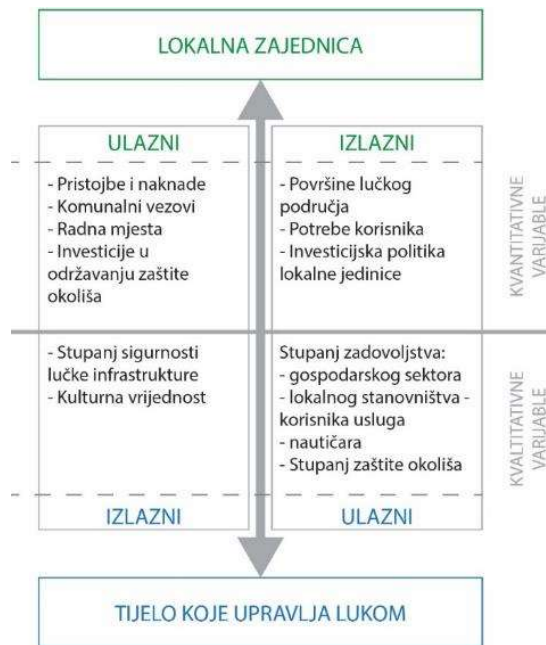 LOKALNA ZAJEDNICA
ULAZNI
- Pristojbe i naknade
- Komunalni vezovi
- Radna mjesta
- Investicije u
održavanju zaštite
okoliša
- Stupanj sigurnosti
lučke infrastrukture
- Kulturna vrijednost
IZLAZNI
IZLAZNI
- Površine lučkog
područja
- Potrebe korisnika
- Investicijska politika
lokalne jedinice
Stupanj zadovoljstva:
- gospodarskog sektora
- lokalnog stanovništva -
korisnika usluga
- nautičara
- Stupanj zaštite okoliša
ULAZNI
KVANTITATIVNE
VARIJABLE
KVALTITATIVNE
VARIJABLE
TIJELO KOJE UPRAVLJA LUKOM